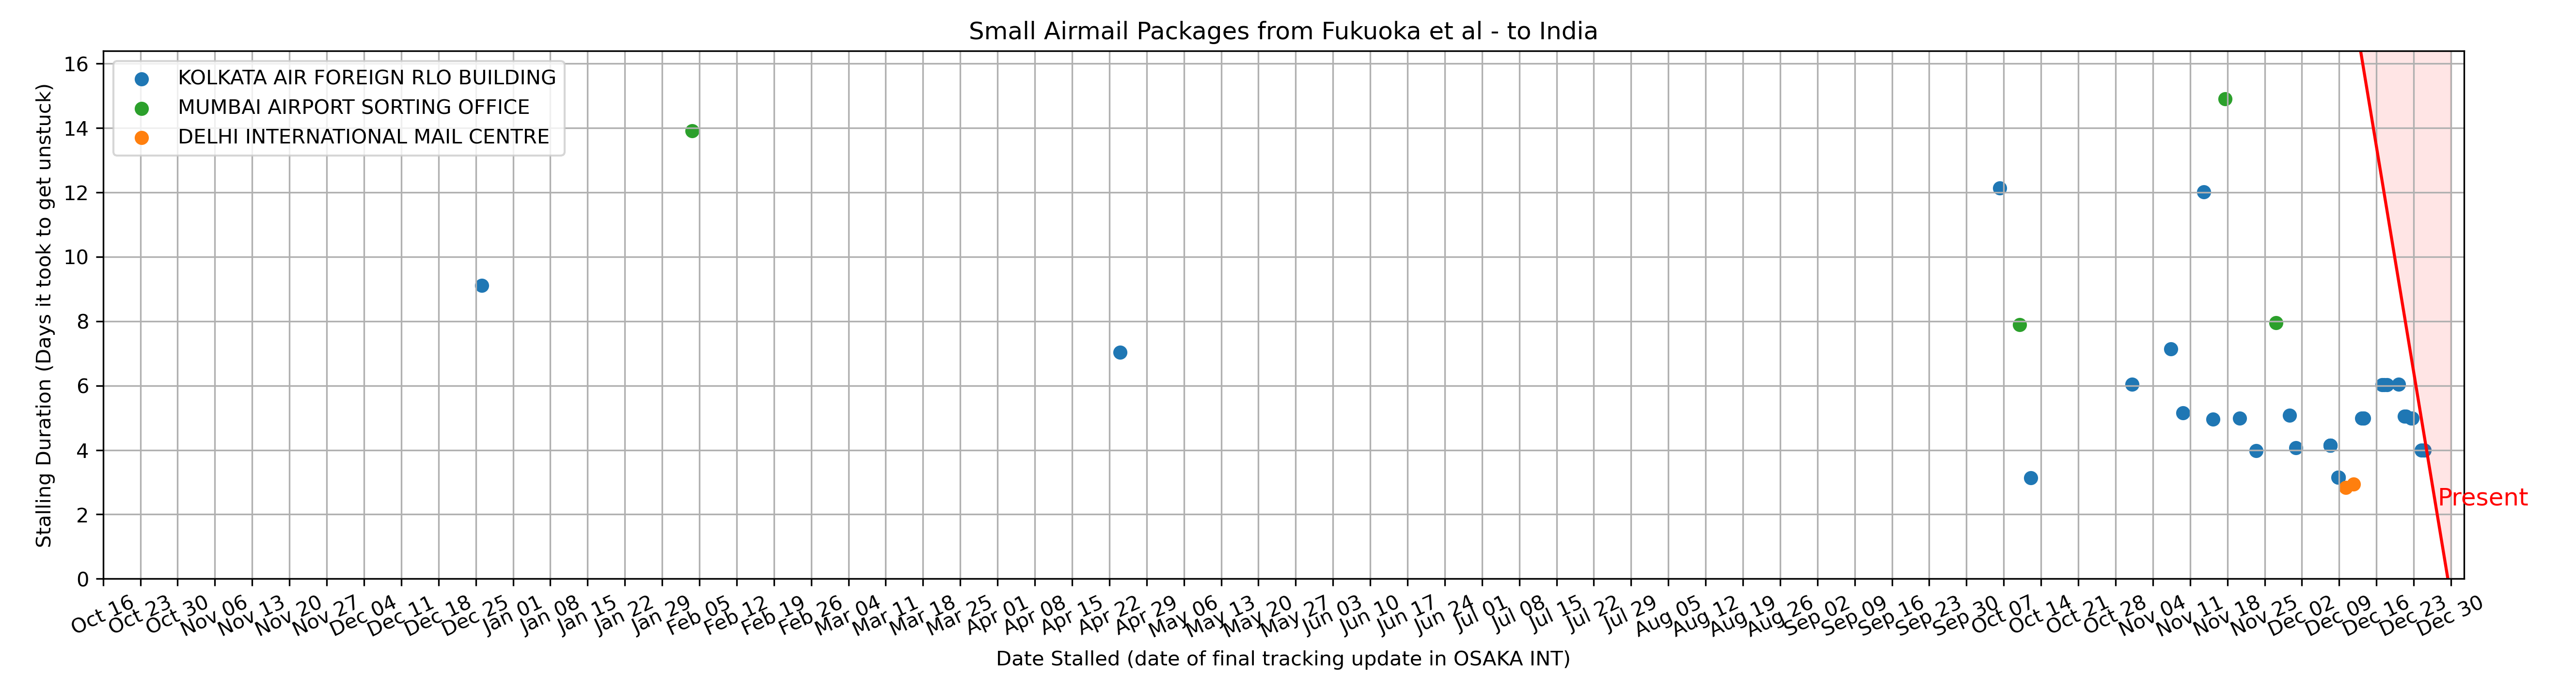 Small Airmail Packages from Fukuoka et al - to India
KOLKATA AIR FOREIGN RLO BUILDING
MUMBAI AIRPORT SORTING OFFICE
DELHI INTERNATIONAL MAIL CENTRE
Stalling Duration (Days it took to get unstuck)
16
14
12
10
8
6
4
2
0
Present
Oct 16
Oct 23
Oct 30
Nov 06
Nov 13
Nov 20
Nov 27
Dec 04
Dec 11
Dec 18
Dec 25
Jan 01
Jan 08
Jan 15
Jan 22
Jan 29
Feb 05
Feb 12
Feb 19
Feb 26
Mar 04
Mar 11
Mar 18
Mar 25
Apr 01
Apr 08
Apr 15
Apr 22
Apr 29
May 06
May 13
May 20
May 27
Jun 03
Jun 10
Jun 17
Jun 24
Jul 01
Jul 08
Jul 15
Jul 22
Jul 29
Aug 05
Aug 12
Aug 19
Aug 26
Sep 02
Sep 09
Sep 16
Sep 23
Sep 30
Oct 07
Oct 14
Oct 21
Oct 28
Nov 04
Nov 11
Nov 18
Nov 25
Dec 02
Dec 09
Dec 16
Dec 23
Dec 30
Date Stalled (date of final tracking update in OSAKA INT)